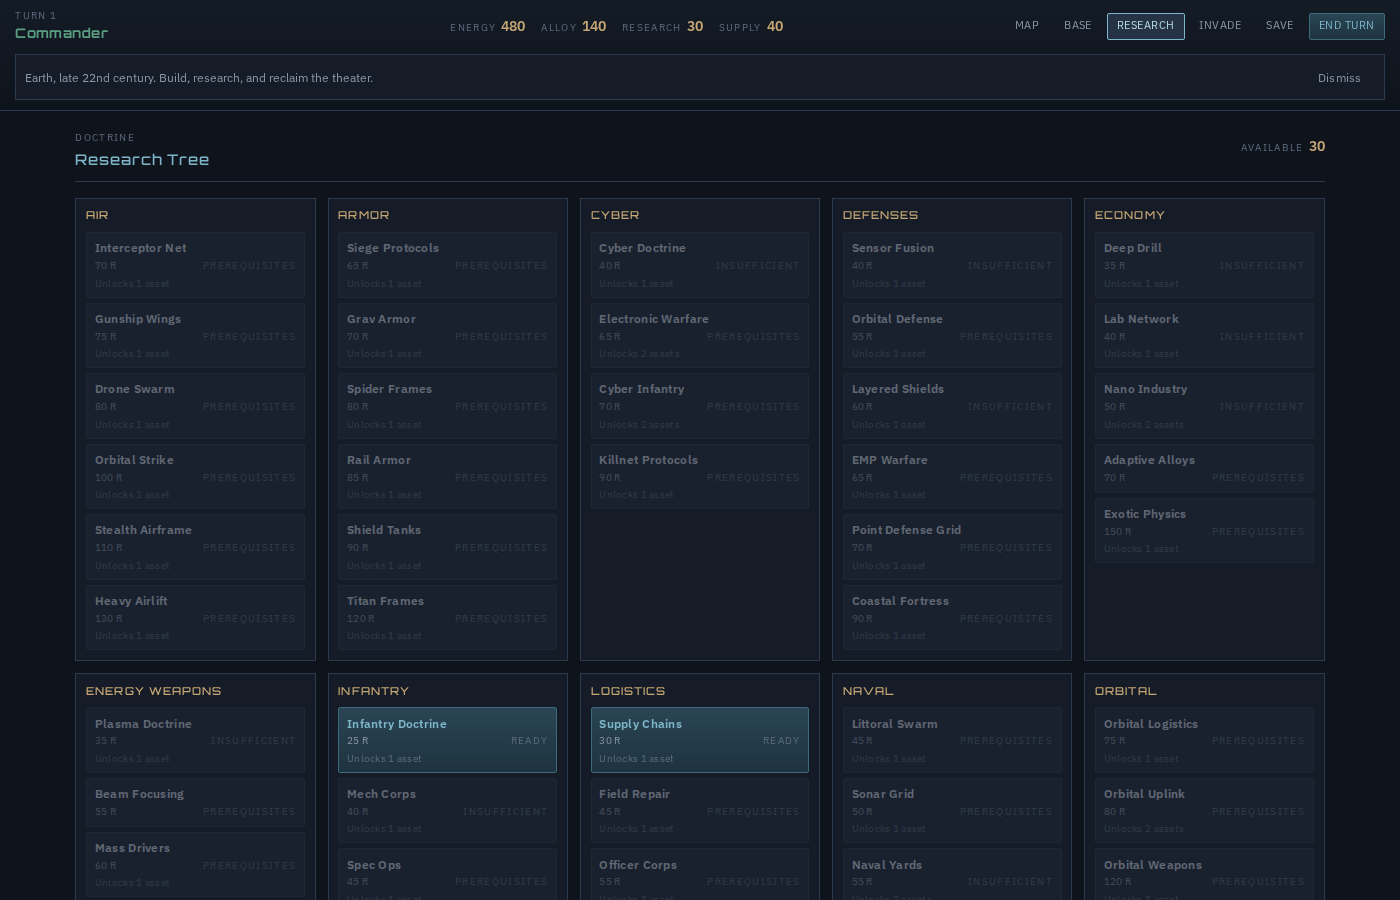 TURN 1
Commander
ENERGY 480 ALLOY 140 RESEARCH 30 SUPPLY 40
MAP BASE RESEARCH INVADE SAVE END TURN
Earth, late 22nd century. Build, research, and reclaim the theater.
Dismiss
DOCTRINE
Research Tree
AVAILABLE 30
AIR
Interceptor Net
70 R PREREQUISITES
Unlocks 1 asset
Gunship Wings
75 R PREREQUISITES
Unlocks 1 asset
Drone Swarm
80 R PREREQUISITES
Unlocks 1 asset
Orbital Strike
100 R PREREQUISITES
Unlocks 1 asset
Stealth Airframe
110 R PREREQUISITES
Unlocks 1 asset
Heavy Airlift
130 R PREREQUISITES
Unlocks 1 asset
ARMOR
Siege Protocols
65 R PREREQUISITES
Unlocks 1 asset
Grav Armor
70 R PREREQUISITES
Unlocks 1 asset
Spider Frames
80 R PREREQUISITES
Unlocks 1 asset
Rail Armor
85 R PREREQUISITES
Unlocks 1 asset
Shield Tanks
90 R PREREQUISITES
Unlocks 1 asset
Titan Frames
120 R PREREQUISITES
Unlocks 1 asset
CYBER
Cyber Doctrine
40 R INSUFFICIENT
Unlocks 1 asset
Electronic Warfare
65 R PREREQUISITES
Unlocks 2 assets
Cyber Infantry
70 R PREREQUISITES
Unlocks 2 assets
Killnet Protocols
90 R PREREQUISITES
Unlocks 1 asset
DEFENSES
Sensor Fusion
40 R INSUFFICIENT
Unlocks 1 asset
Orbital Defense
55 R PREREQUISITES
Unlocks 1 asset
Layered Shields
60 R INSUFFICIENT
Unlocks 1 asset
EMP Warfare
65 R PREREQUISITES
Unlocks 1 asset
Point Defense Grid
70 R PREREQUISITES
Unlocks 1 asset
Coastal Fortress
90 R PREREQUISITES
Unlocks 1 asset
ECONOMY
Deep Drill
35 R INSUFFICIENT
Unlocks 1 asset
Lab Network
40 R INSUFFICIENT
Unlocks 1 asset
Nano Industry
50 R INSUFFICIENT
Unlocks 2 assets
Adaptive Alloys
70 R PREREQUISITES
Exotic Physics
150 R PREREQUISITES
Unlocks 1 asset
ENERGY WEAPONS
Plasma Doctrine
35 R INSUFFICIENT
Unlocks 1 asset
Beam Focusing
55 R PREREQUISITES
Mass Drivers
60 R PREREQUISITES
Unlocks 1 asset
INFANTRY
Infantry Doctrine
25 R READY
Unlocks 1 asset
Mech Corps
40 R INSUFFICIENT
Unlocks 1 asset
Spec Ops
45 R PREREQUISITES
LOGISTICS
Supply Chains
30 R READY
Unlocks 1 asset
Field Repair
45 R PREREQUISITES
Unlocks 1 asset
Officer Corps
55 R PREREQUISITES
NAVAL
Littoral Swarm
45 R PREREQUISITES
Unlocks 1 asset
Sonar Grid
50 R PREREQUISITES
Unlocks 1 asset
Naval Yards
55 R INSUFFICIENT
ORBITAL
Orbital Logistics
75 R PREREQUISITES
Unlocks 1 asset
Orbital Uplink
80 R PREREQUISITES
Unlocks 2 assets
Orbital Weapons
120 R PREREQUISITES